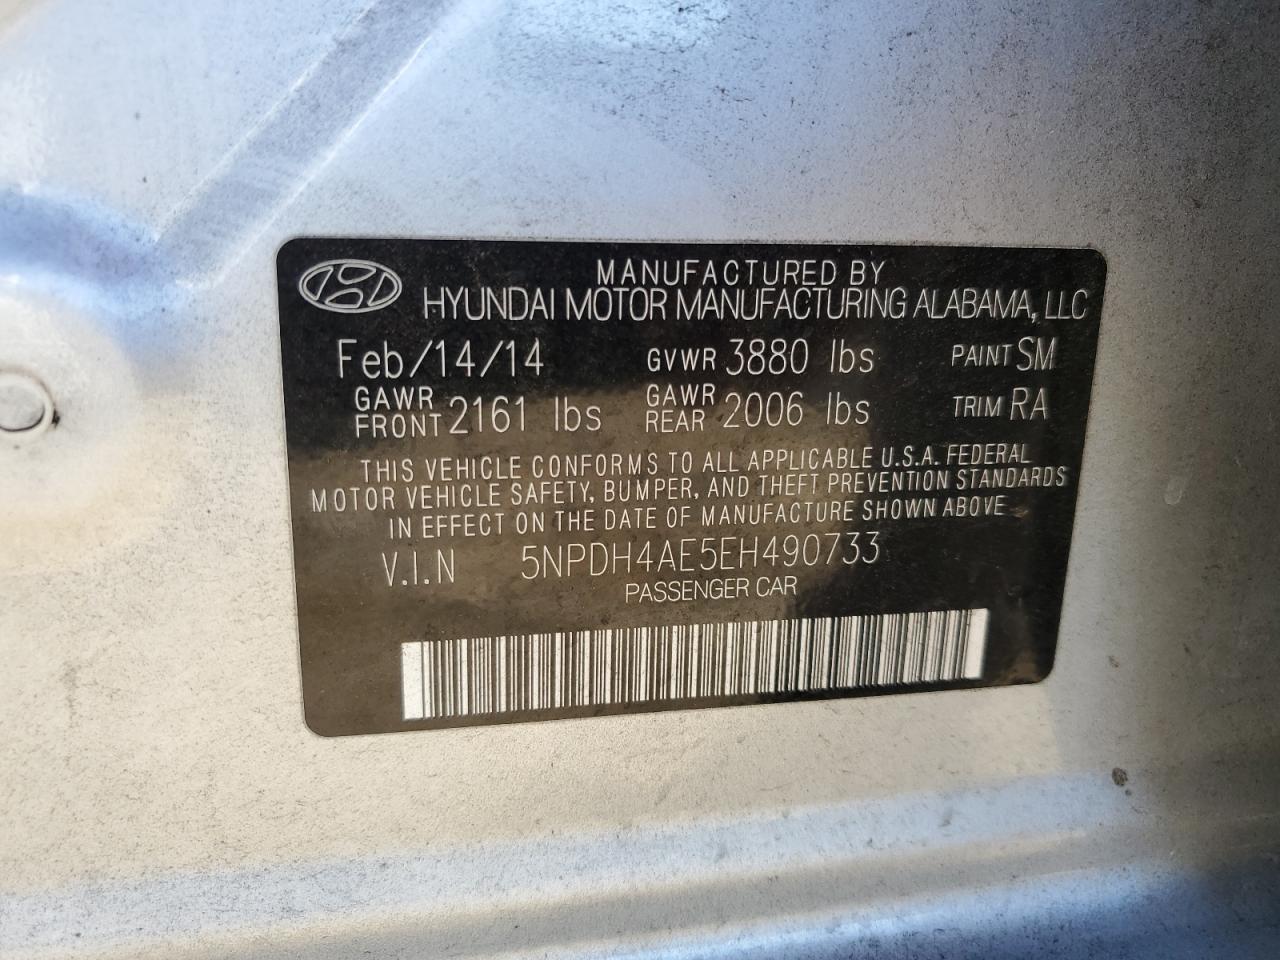 MANUFACTURED BY
HYUNDAI MOTOR MANUFACTURING ALABAMA, LLC
Feb/14/14 GVWR 3880 lbs PAINT SM
GAWR FRONT 2161 lbs GAWR REAR 2006 lbs TRIM RA
THIS VEHICLE CONFORMS TO ALL APPLICABLE U.S.A. FEDERAL
MOTOR VEHICLE SAFETY, BUMPER, AND THEFT PREVENTION STANDARDS
IN EFFECT ON THE DATE OF MANUFACTURE SHOWN ABOVE
V.I.N 5NPDH4AE5EH490733
PASSENGER CAR